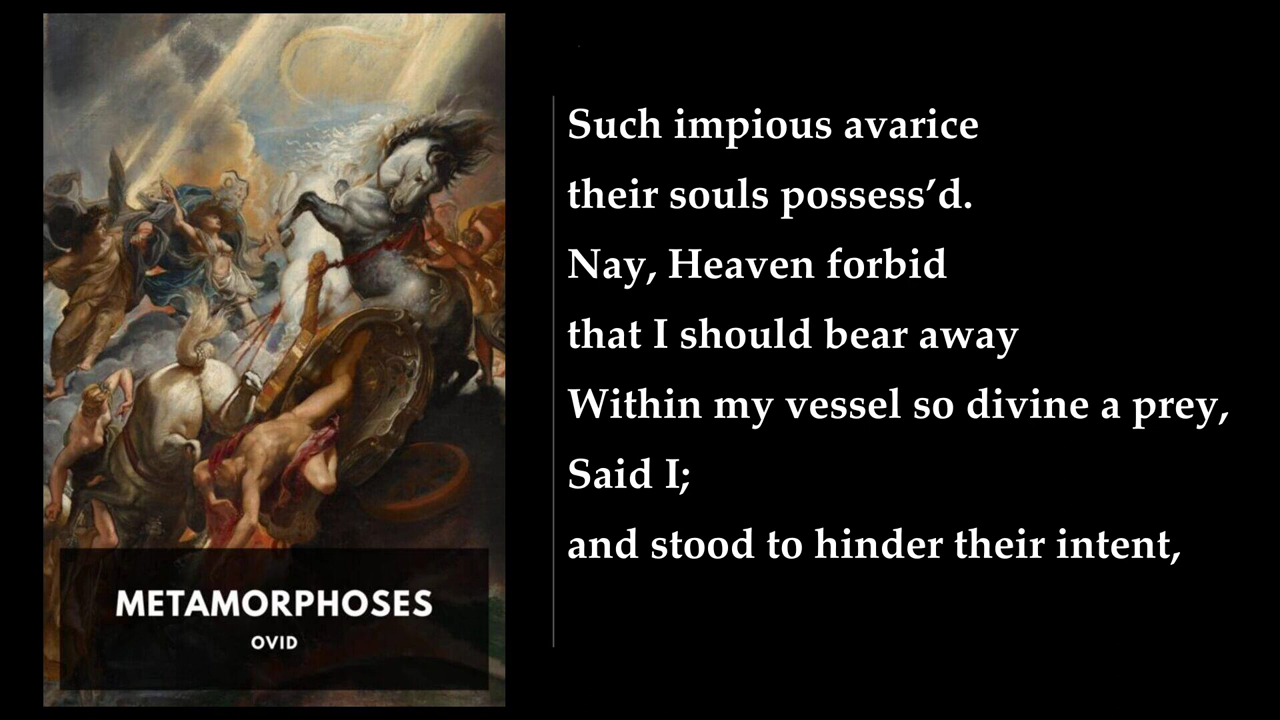 METAMORPHOSES
OVID
Such impious avarice
their souls possess’d.
Nay, Heaven forbid
that I should bear away
Within my vessel so divine a prey,
Said I;
and stood to hinder their intent,